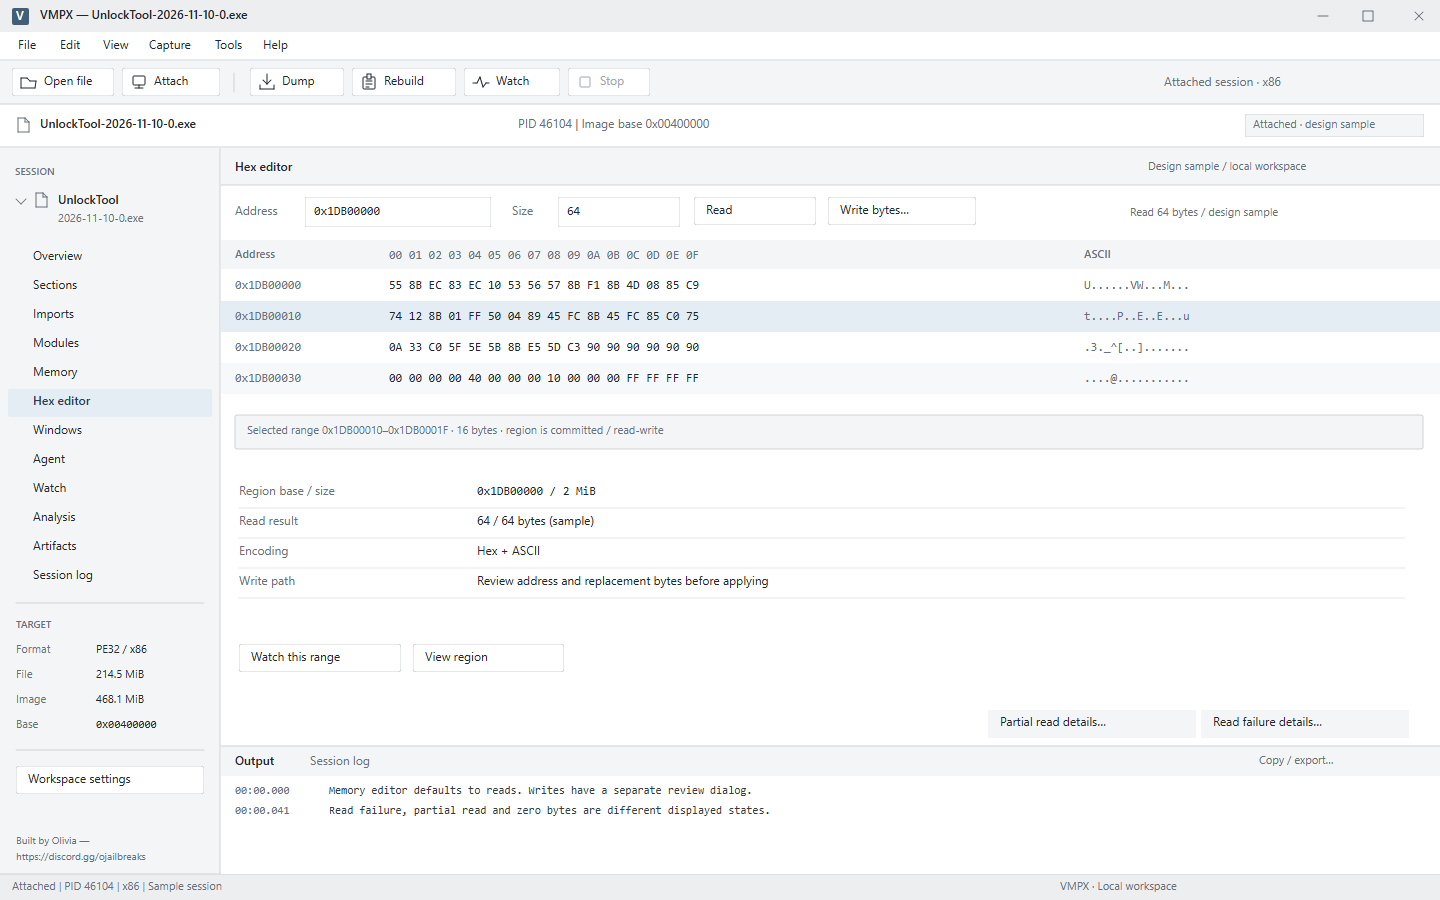 V VMPX — UnlockTool-2026-11-10-0.exe
File Edit View Capture Tools Help
Open file Attach Dump Rebuild Watch Stop Attached session · x86
UnlockTool-2026-11-10-0.exe PID 46104 | Image base 0x00400000 Attached · design sample
SESSION
UnlockTool
2026-11-10-0.exe
Overview
Sections
Imports
Modules
Memory
Hex editor
Windows
Agent
Watch
Analysis
Artifacts
Session log
TARGET
Format PE32 / x86
File 214.5 MiB
Image 468.1 MiB
Base 0x00400000
Workspace settings
Built by Olivia —
https://discord.gg/ojailbreaks
Hex editor Design sample / local workspace
Address 0x1DB00000 Size 64 Read Write bytes... Read 64 bytes / design sample
Address 00 01 02 03 04 05 06 07 08 09 0A 0B 0C 0D 0E 0F ASCII
0x1DB00000 55 8B EC 83 EC 10 53 56 57 8B F1 8B 4D 08 85 C9 U......VW...M...
0x1DB00010 74 12 8B 01 FF 50 04 89 45 FC 8B 45 FC 85 C0 75 t....P..E..E...u
0x1DB00020 0A 33 C0 5F 5E 5B 8B E5 5D C3 90 90 90 90 90 90 .3._^[..].......
0x1DB00030 00 00 00 00 40 00 00 00 10 00 00 00 FF FF FF FF ....@...........
Selected range 0x1DB00010–0x1DB0001F · 16 bytes · region is committed / read-write
Region base / size 0x1DB00000 / 2 MiB
Read result 64 / 64 bytes (sample)
Encoding Hex + ASCII
Write path Review address and replacement bytes before applying
Watch this range View region
Partial read details... Read failure details...
Output Session log Copy / export...
00:00.000 Memory editor defaults to reads. Writes have a separate review dialog.
00:00.041 Read failure, partial read and zero bytes are different displayed states.
Attached | PID 46104 | x86 | Sample session VMPX · Local workspace